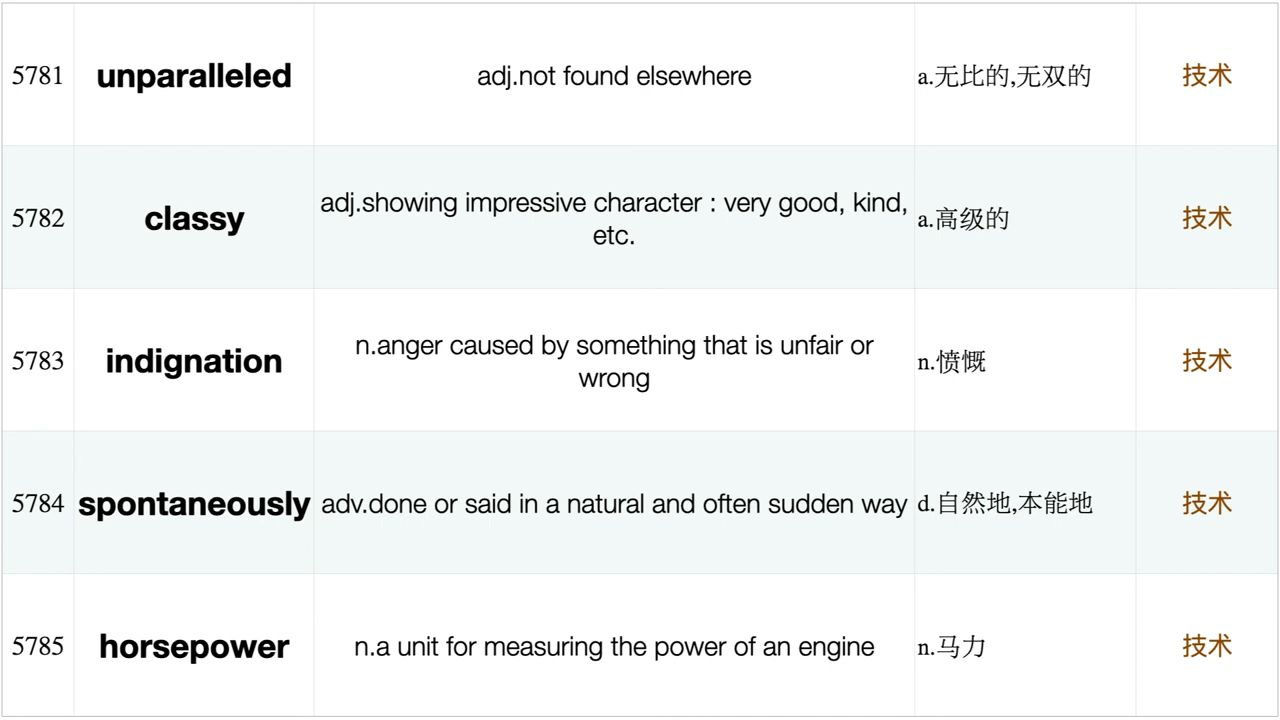 5781 unparalleled adj.not found elsewhere a.无比的,无双的 技术
5782 classy adj.showing impressive character : very good, kind, etc. a.高级的 技术
5783 indignation n.anger caused by something that is unfair or wrong n.愤慨 技术
5784 spontaneously adv.done or said in a natural and often sudden way d.自然地,本能地 技术
5785 horsepower n.a unit for measuring the power of an engine n.马力 技术